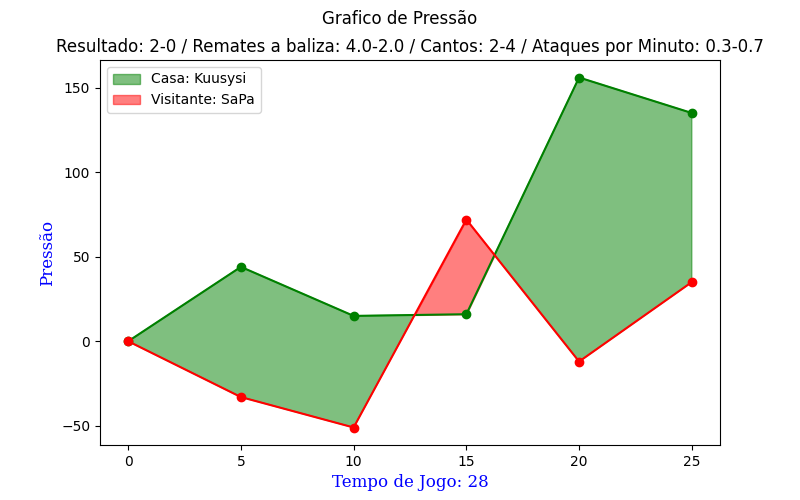 Grafico de Pressão
Resultado: 2-0 / Remates a baliza: 4.0-2.0 / Cantos: 2-4 / Ataques por Minuto: 0.3-0.7
Casa: Kuusysi
Visitante: SaPa
150
100
50
0
−50
Pressão
0 5 10 15 20 25
Tempo de Jogo: 28